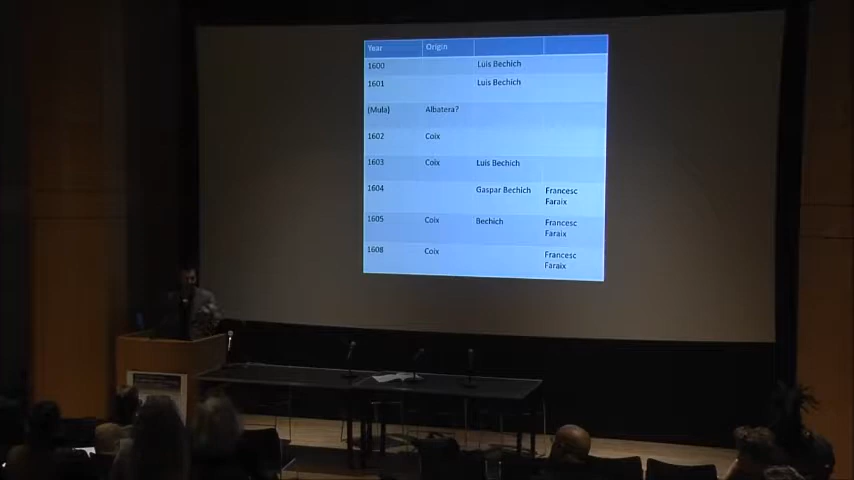 Year Origin
1600 Luis Bechich
1601 Luis Bechich
(Mula) Albatera?
1602 Coix
1603 Coix Luis Bechich
1604 Gaspar Bechich Francesc
Faraix
1605 Coix Bechich Francesc
Faraix
1608 Coix Francesc
Faraix